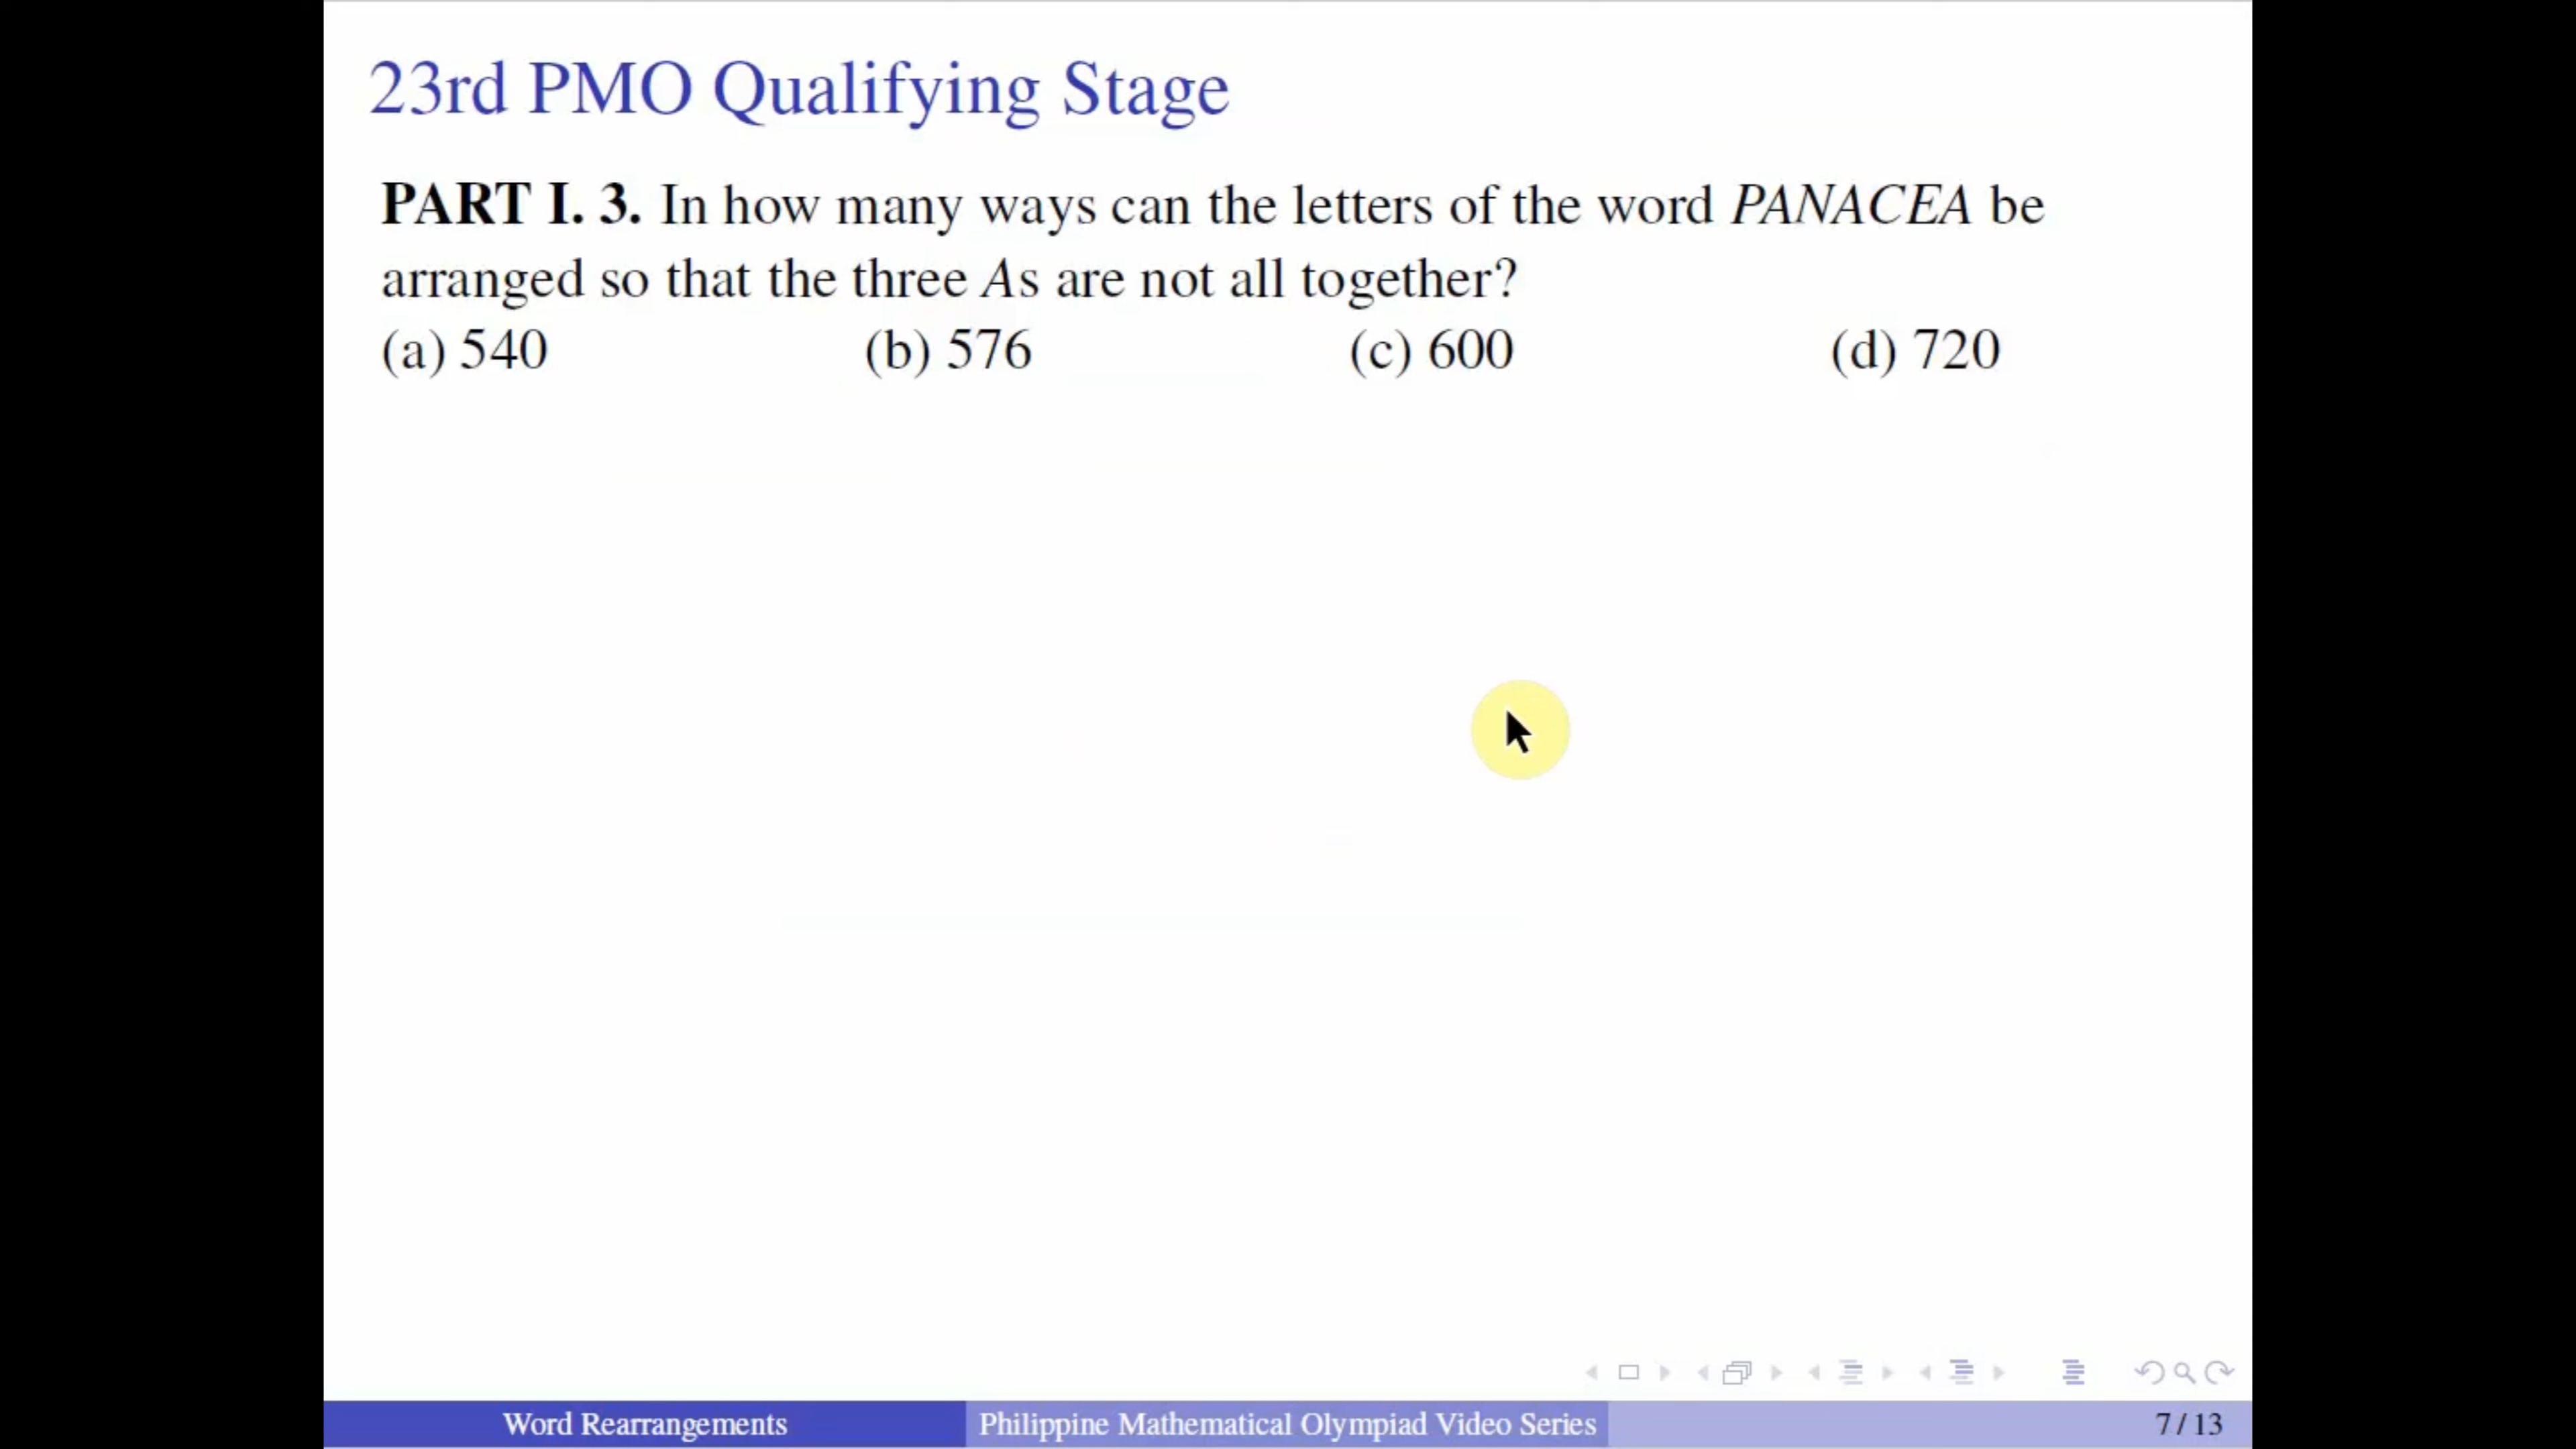 23rd PMO Qualifying Stage
PART I. 3. In how many ways can the letters of the word PANACEA be
arranged so that the three As are not all together?
(a) 540 (b) 576 (c) 600 (d) 720
Word Rearrangements Philippine Mathematical Olympiad Video Series 7 / 13